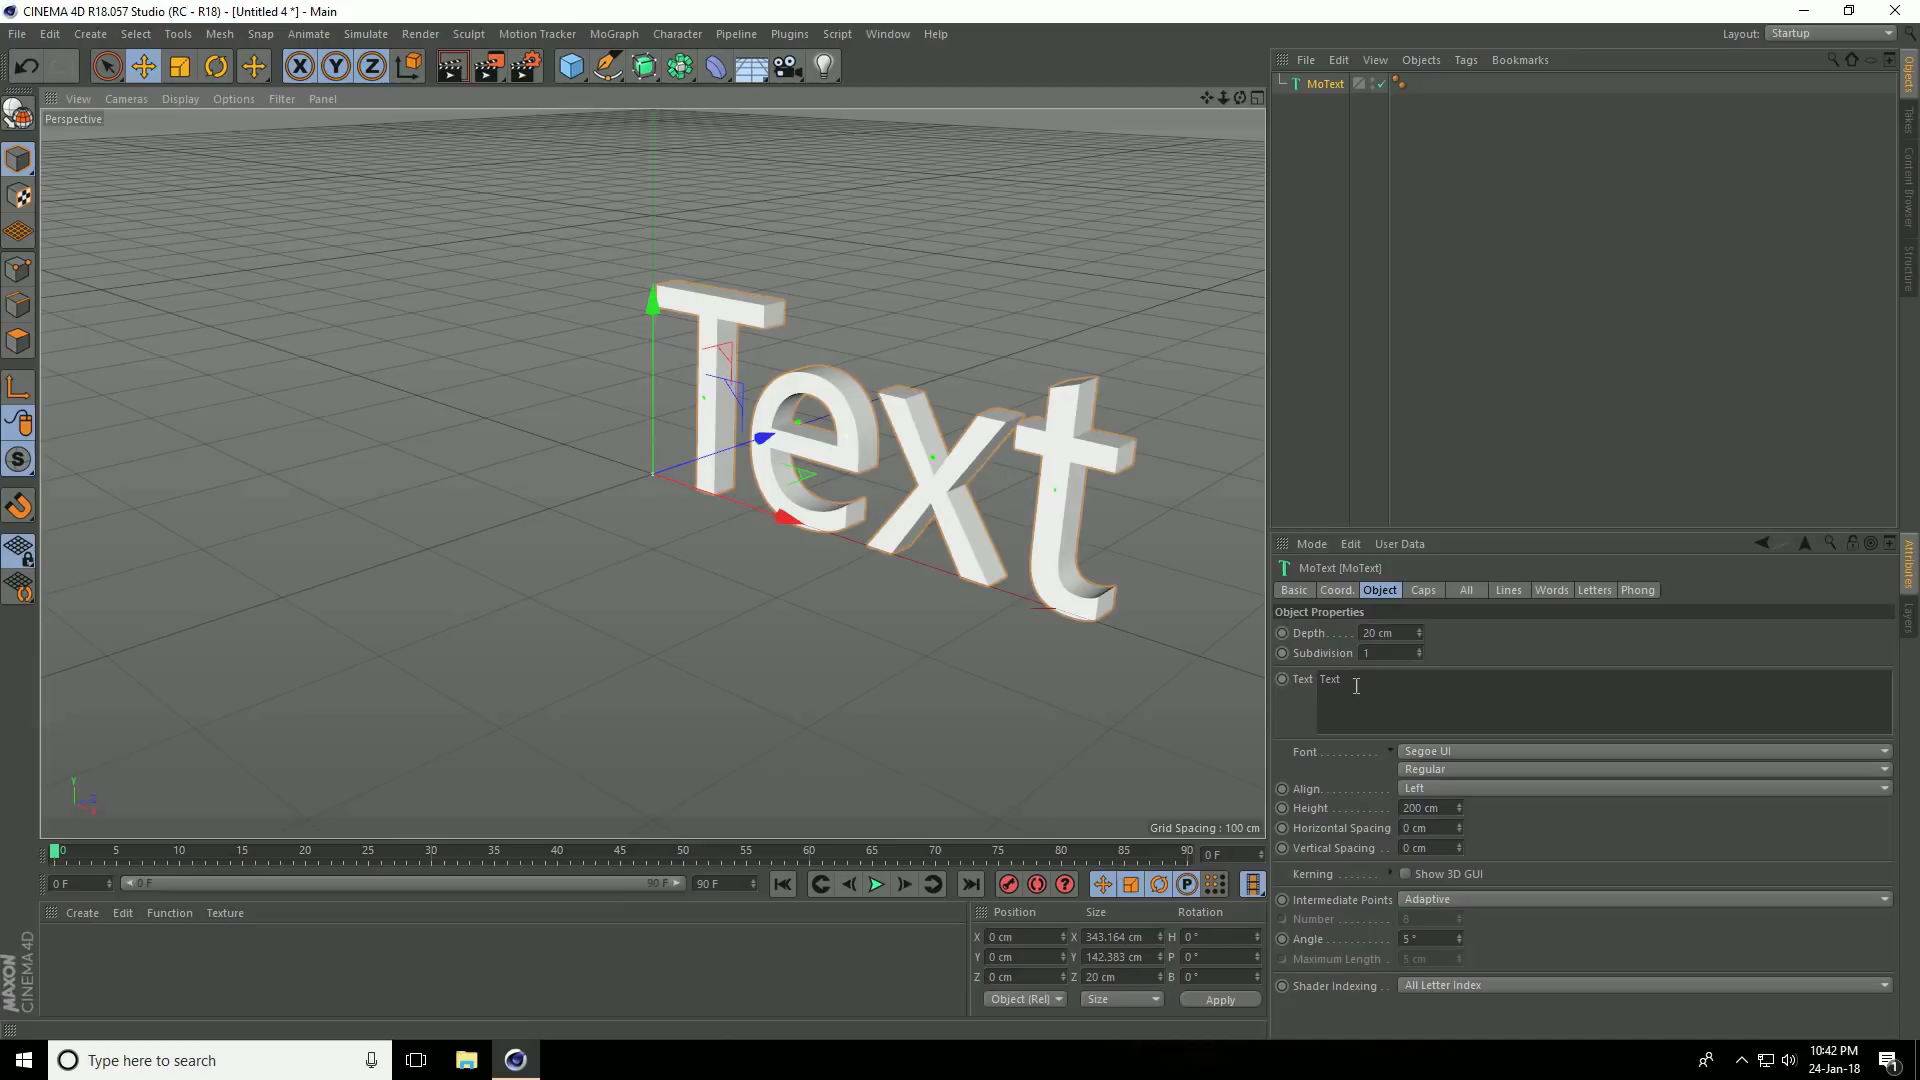 CINEMA 4D R18.057 Studio (RC - R18) - [Untitled 4 *] - Main
File Edit Create Select Tools Mesh Snap Animate Simulate Render Sculpt Motion Tracker MoGraph Character Pipeline Plugins Script Window Help
Layout: Startup
X Y Z
File Edit View Objects Tags Bookmarks
View Cameras Display Options Filter Panel
MoText
Perspective
Objects
Takes
Content Browser
Structure
Text
Grid Spacing : 100 cm
Mode Edit User Data
MoText [MoText]
Basic Coord. Object Caps All Lines Words Letters Phong
Object Properties
Depth..... 20 cm
Subdivision 1
Text Text
Font .......... Segoe UI
Regular
Align........... Left
Height ......... 200 cm
Horizontal Spacing 0 cm
Vertical Spacing .. 0 cm
Kerning ....... Show 3D GUI
Intermediate Points Adaptive
Number ......... 8
Angle ........... 5 °
Maximum Length . 5 cm
Shader Indexing . . All Letter Index
Attributes
Layers
0 5 10 15 20 25 30 35 40 45 50 55 60 65 70 75 80 85 90 0 F
0 F 0 F 90 F 90 F
Create Edit Function Texture
Position Size Rotation
X 0 cm X 343.164 cm H 0 °
Y 0 cm Y 142.383 cm P 0 °
Z 0 cm Z 20 cm B 0 °
Object (Rel) Size Apply
MAXON
CINEMA 4D
Type here to search
10:42 PM
24-Jan-18
1